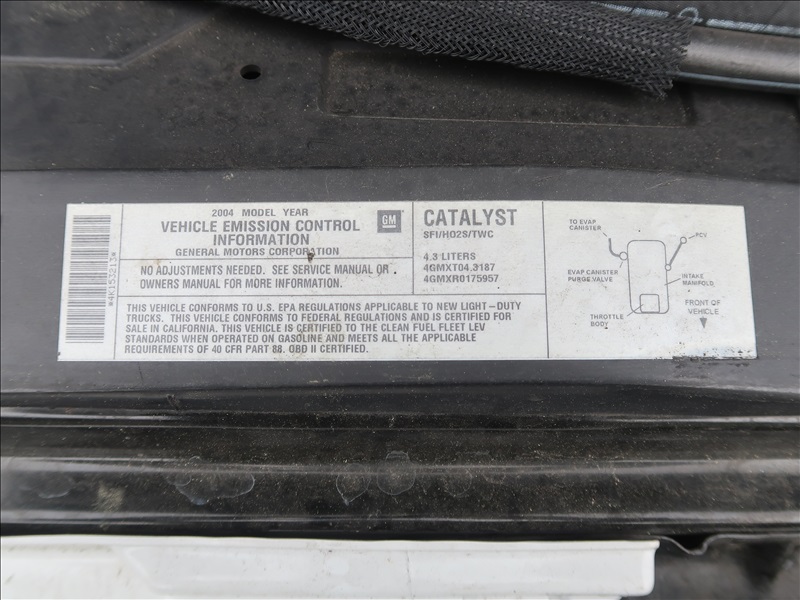 2004 MODEL YEAR
VEHICLE EMISSION CONTROL
INFORMATION
GENERAL MOTORS CORPORATION
GM
NO ADJUSTMENTS NEEDED. SEE SERVICE MANUAL OR
OWNERS MANUAL FOR MORE INFORMATION.
THIS VEHICLE CONFORMS TO U.S. EPA REGULATIONS APPLICABLE TO NEW LIGHT-DUTY
TRUCKS. THIS VEHICLE CONFORMS TO FEDERAL REGULATIONS AND IS CERTIFIED FOR
SALE IN CALIFORNIA. THIS VEHICLE IS CERTIFIED TO THE CLEAN FUEL FLEET LEV
STANDARDS WHEN OPERATED ON GASOLINE AND MEETS ALL THE APPLICABLE
REQUIREMENTS OF 40 CFR PART 88. OBD II CERTIFIED.
CATALYST
SFI/HO2S/TWC
4.3 LITERS
4GMXT04.3187
4GMXR0175957
TO EVAP
CANISTER
PCV
EVAP CANISTER
PURGE VALVE
INTAKE
MANIFOLD
THROTTLE
BODY
FRONT OF
VEHICLE